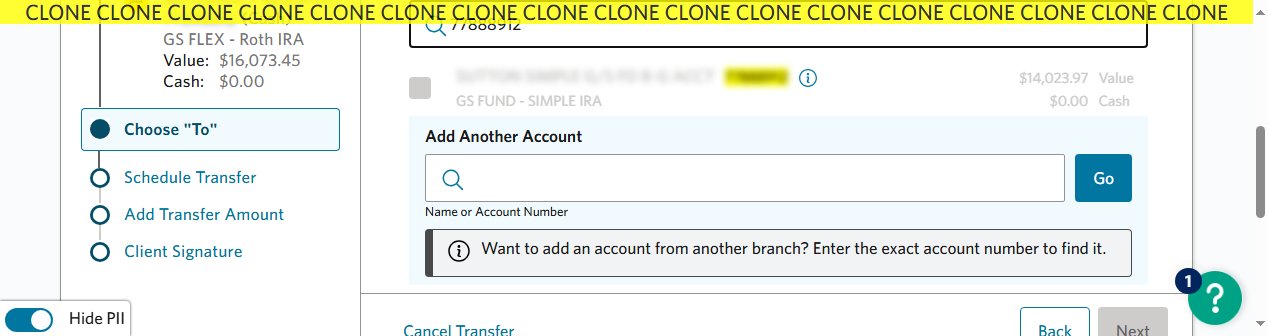 CLONE CLONE CLONE CLONE CLONE CLONE CLONE CLONE CLONE CLONE CLONE CLONE CLONE CLONE CLONE CLONE CLONE
GS FLEX - Roth IRA
Value: $16,073.45
Cash: $0.00
Choose "To"
Schedule Transfer
Add Transfer Amount
Client Signature
Hide PII
77888912
$14,023.97 Value
GS FUND - SIMPLE IRA
$0.00 Cash
Add Another Account
Go
Name or Account Number
Want to add an account from another branch? Enter the exact account number to find it.
Cancel Transfer
Back
Next
1
?